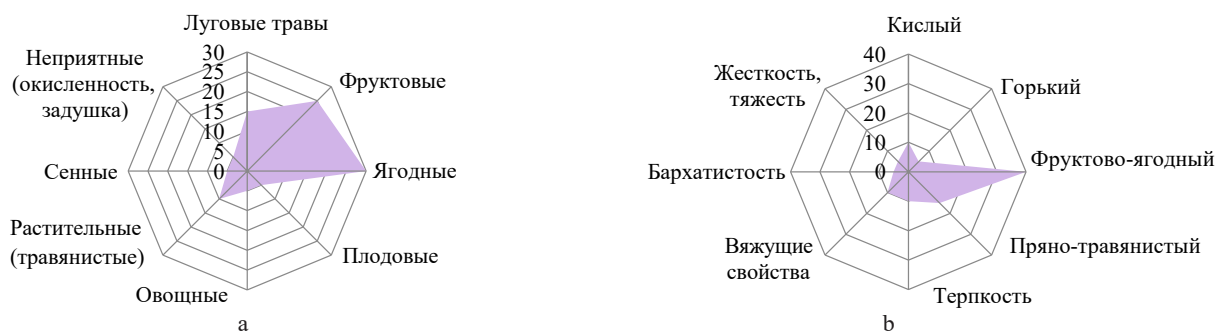 Луговые травы
Фруктовые
Ягодные
Плодовые
Овощные
Растительные
(травянистые)
Сенные
Неприятные
(окисленность,
задушка)
30
25
20
15
10
5
0
a
Кислый
Горький
Фруктово-ягодный
Пряно-травянистый
Терпкость
Вяжущие
свойства
Бархатистость
Жесткость,
тяжесть
40
30
20
10
0
b